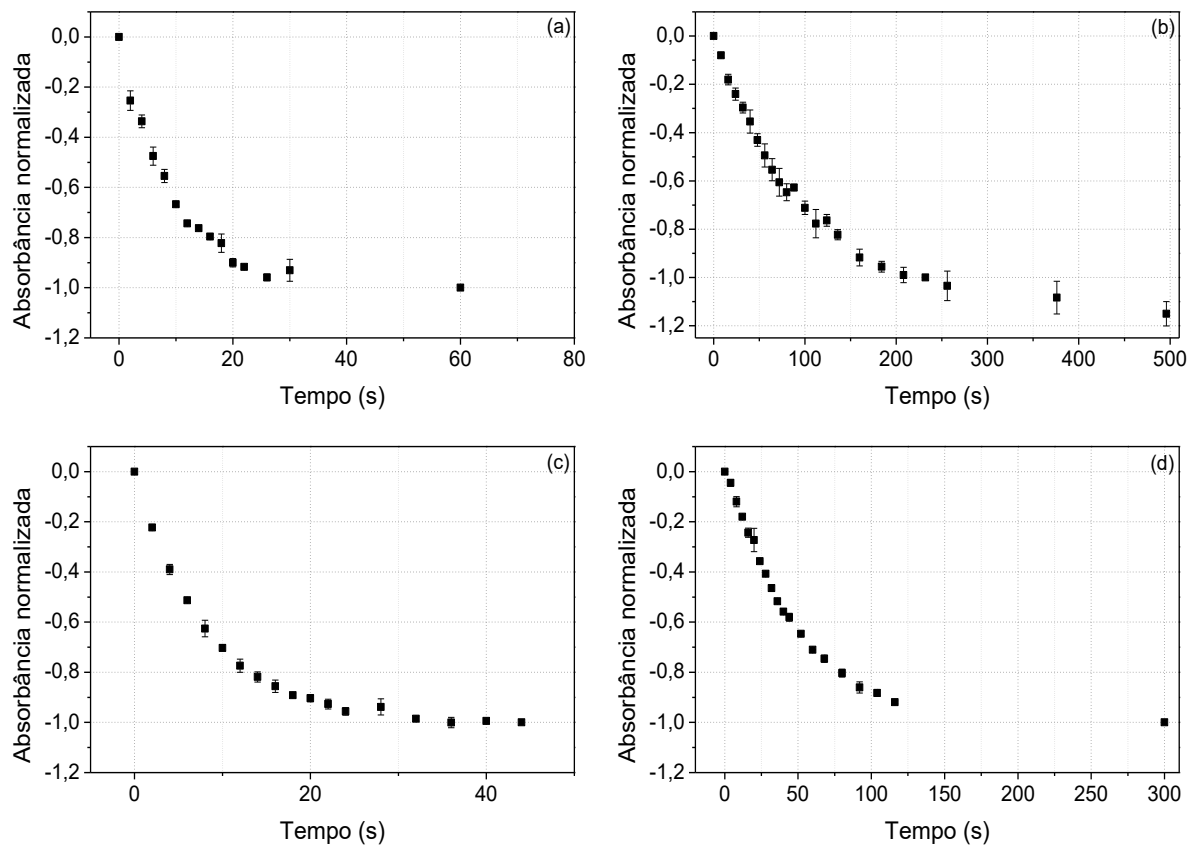 (a)
Absorbância normalizada
0,0
-0,2
-0,4
-0,6
-0,8
-1,0
-1,2
0 20 40 60 80
Tempo (s)
(b)
Absorbância normalizada
0,0
-0,2
-0,4
-0,6
-0,8
-1,0
-1,2
0 100 200 300 400 500
Tempo (s)
(c)
Absorbância normalizada
0,0
-0,2
-0,4
-0,6
-0,8
-1,0
-1,2
0 20 40
Tempo (s)
(d)
Absorbância normalizada
0,0
-0,2
-0,4
-0,6
-0,8
-1,0
-1,2
0 50 100 150 200 250 300
Tempo (s)